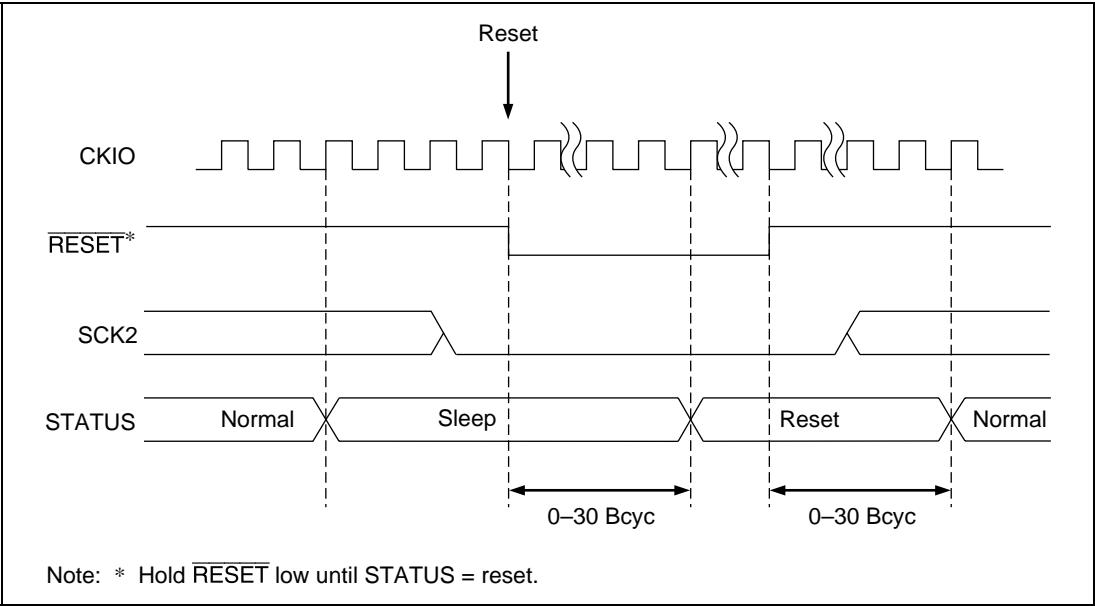 Reset
CKIO
RESET*
SCK2
STATUS Normal Sleep Reset Normal
0–30 Bcyc 0–30 Bcyc
Note: * Hold RESET low until STATUS = reset.